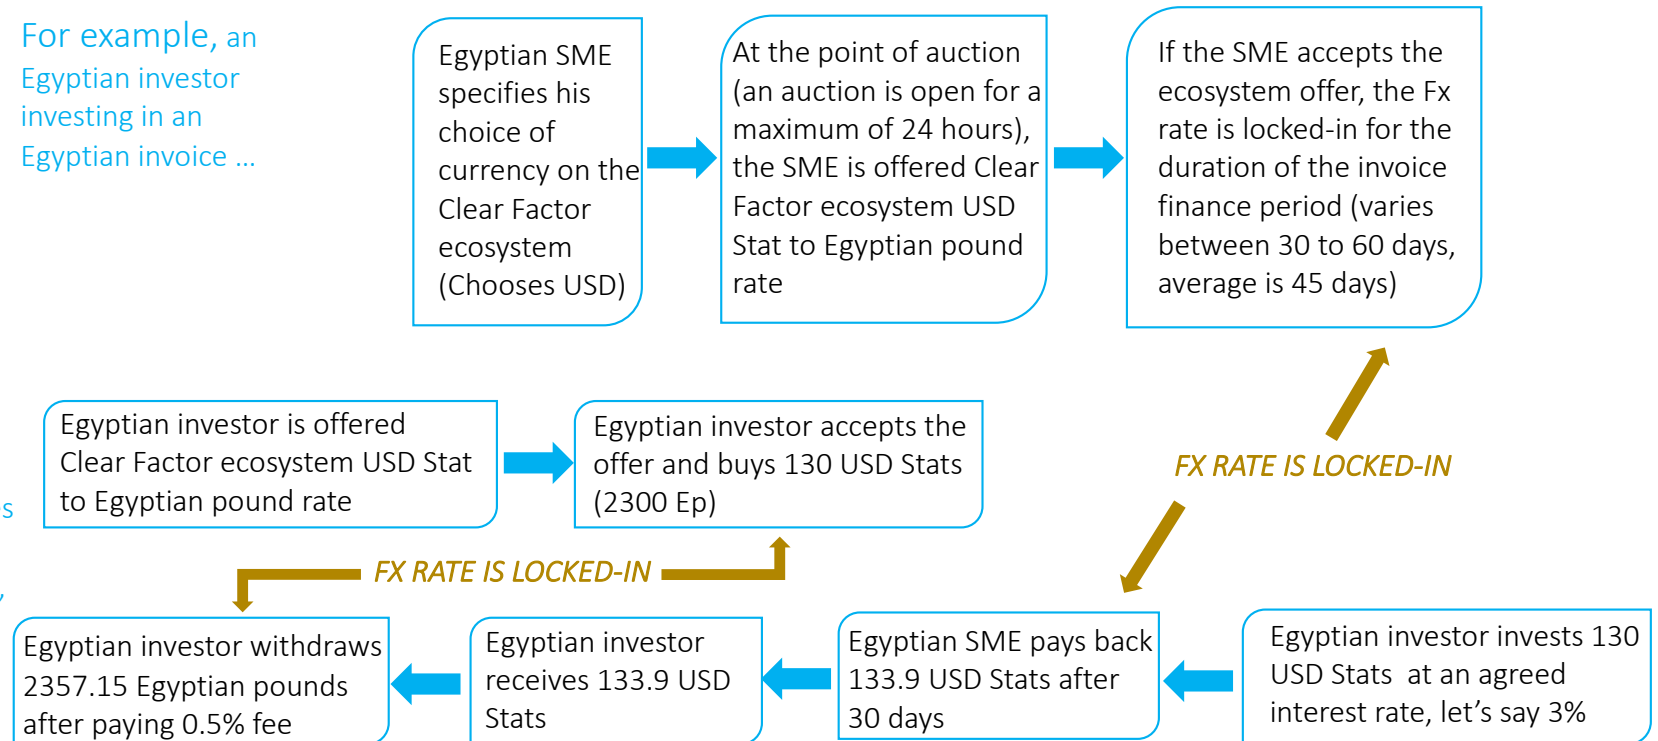 For example, an
Egyptian investor
investing in an
Egyptian invoice ...
Egyptian SME
specifies his
choice of
currency on the
Clear Factor
ecosystem
(Chooses USD)
At the point of auction
(an auction is open for a
maximum of 24 hours),
the SME is offered Clear
Factor ecosystem USD
Stat to Egyptian pound
rate
If the SME accepts the
ecosystem offer, the Fx
rate is locked-in for the
duration of the invoice
finance period (varies
between 30 to 60 days,
average is 45 days)
Egyptian investor is offered
Clear Factor ecosystem USD Stat
to Egyptian pound rate
Egyptian investor accepts the
offer and buys 130 USD Stats
(2300 Ep)
FX RATE IS LOCKED-IN
FX RATE IS LOCKED-IN
Egyptian investor invests 130
USD Stats at an agreed
interest rate, let’s say 3%
Egyptian SME pays back
133.9 USD Stats after
30 days
Egyptian investor
receives 133.9 USD
Stats
Egyptian investor withdraws
2357.15 Egyptian pounds
after paying 0.5% fee